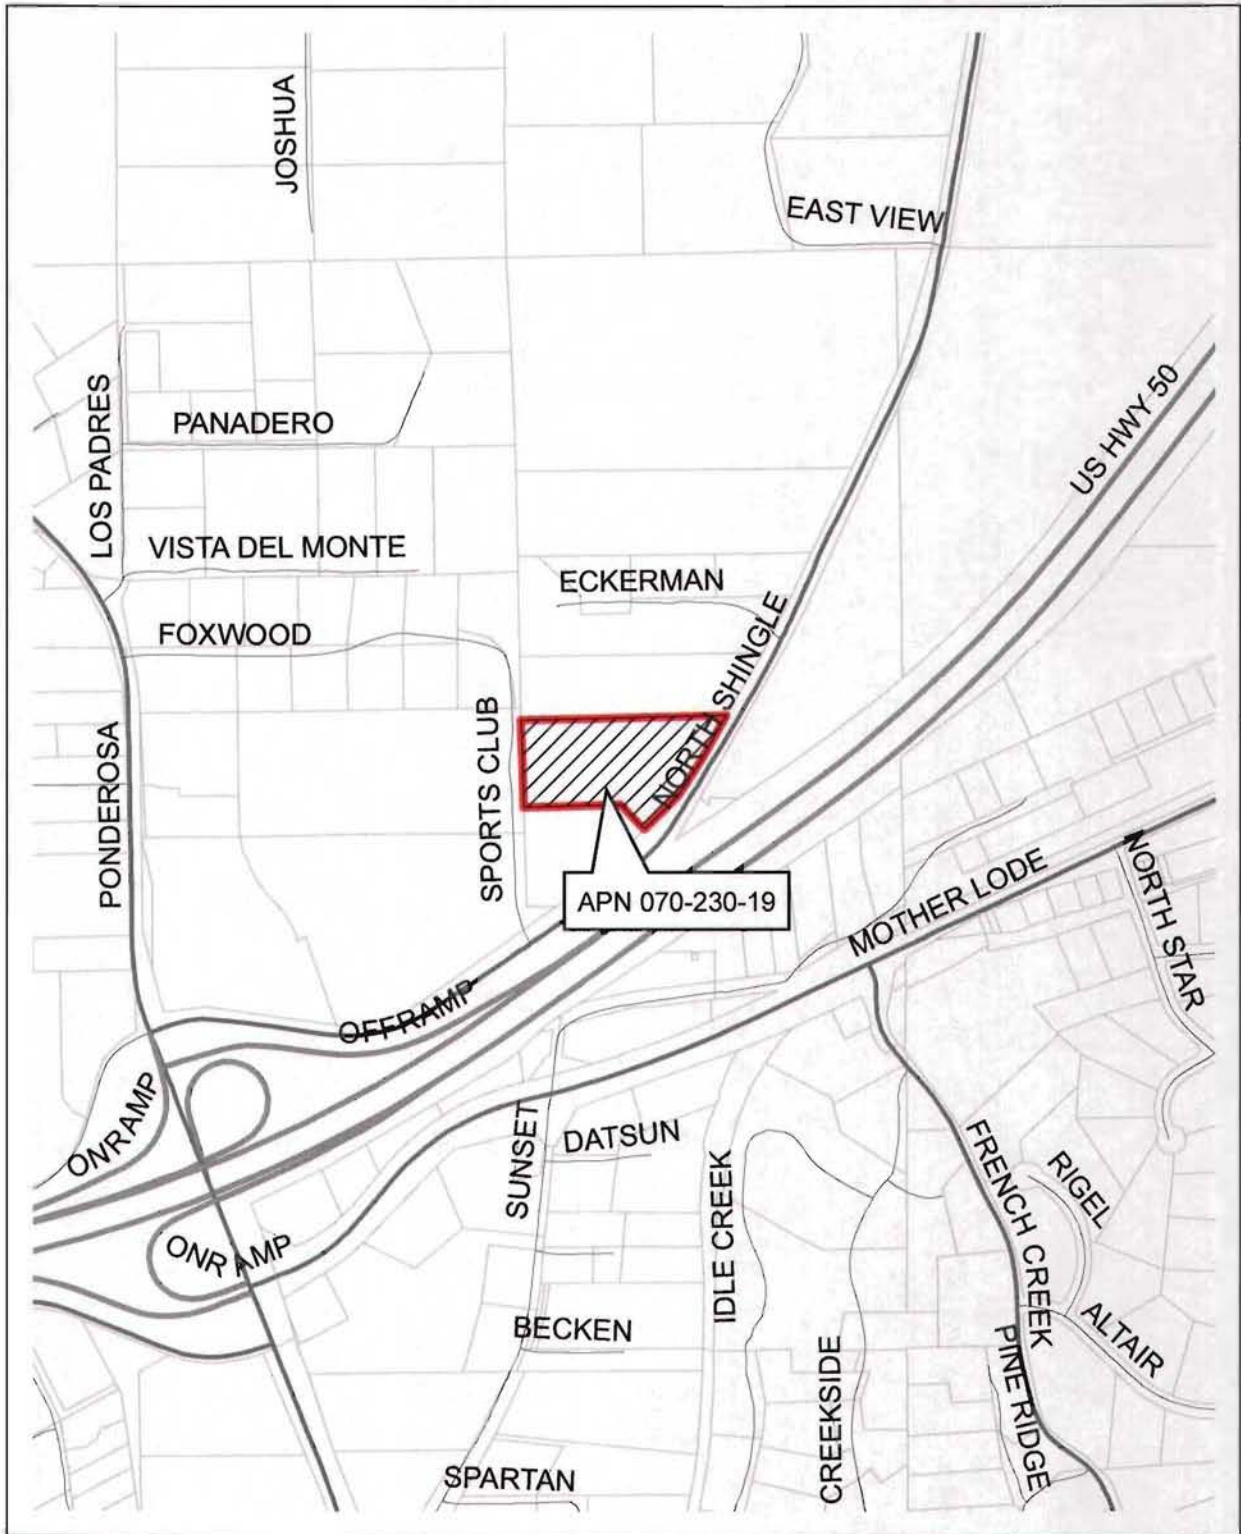 JOSHUA
EAST VIEW
US HWY 50
LOS PADRES
PANADERO
VISTA DEL MONTE
ECKERMAN
FOXWOOD
NORTH SHINGLE
SPORTS CLUB
PONDEROSA
APN 070-230-19
MOTHER LODE
NORTH STAR
OFFRAMP
ONRAMP
SUNSET
DATSUN
IDLE CREEK
FRENCH CREEK
RIGEL
ONRAMP
BECKEN
ALTAIR
CREEKSIDE
PINE RIDGE
SPARTAN